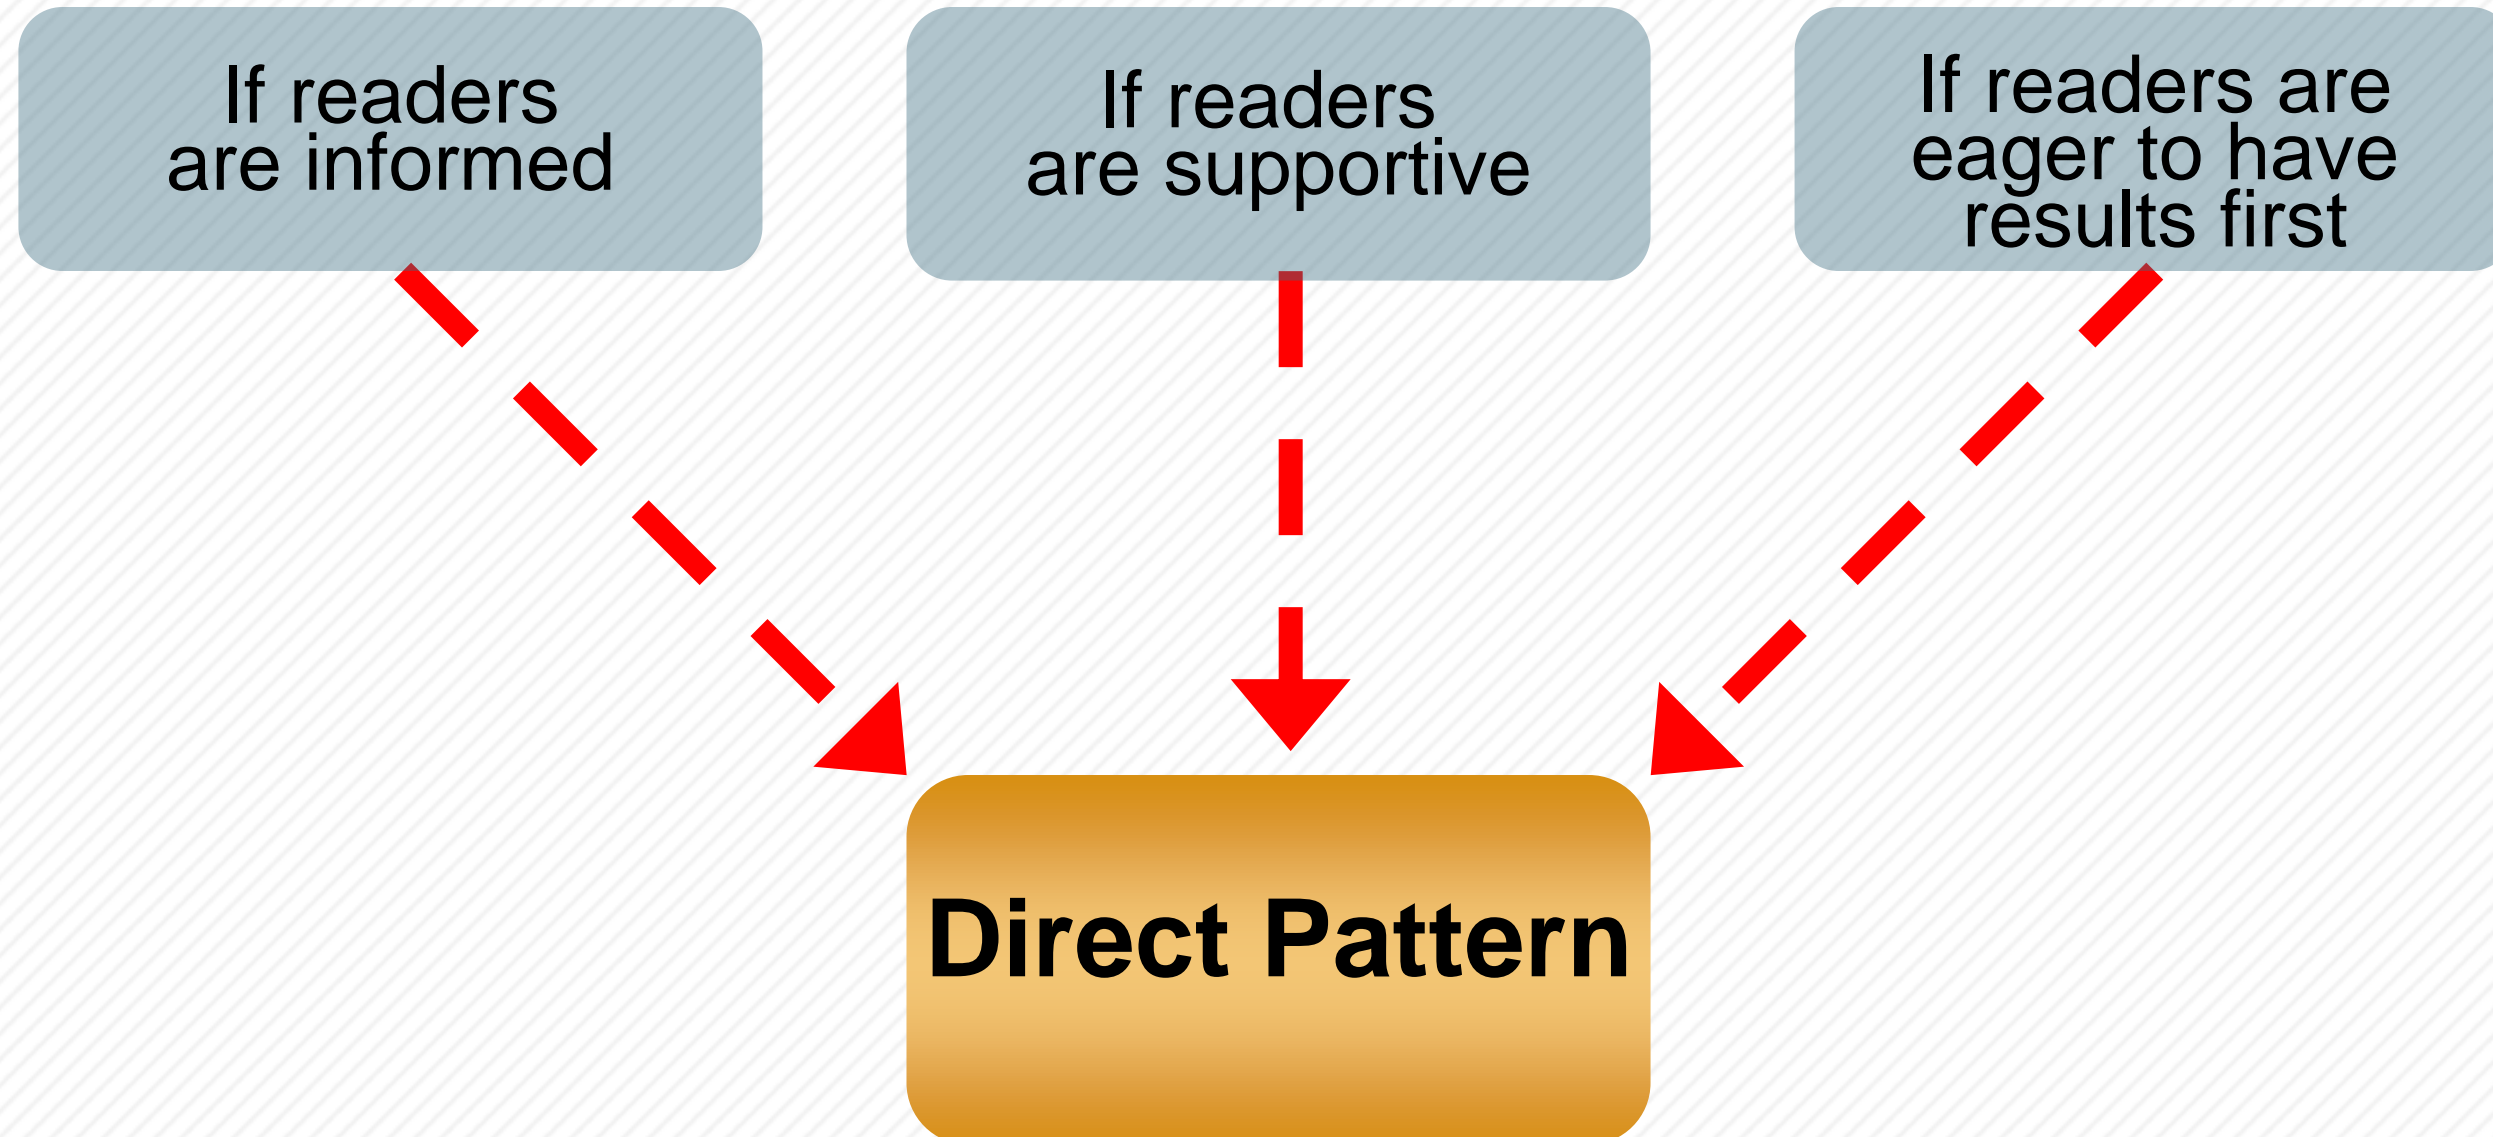 If readers
are informed
If readers
are supportive
If readers are
eager to have
results first
Direct Pattern